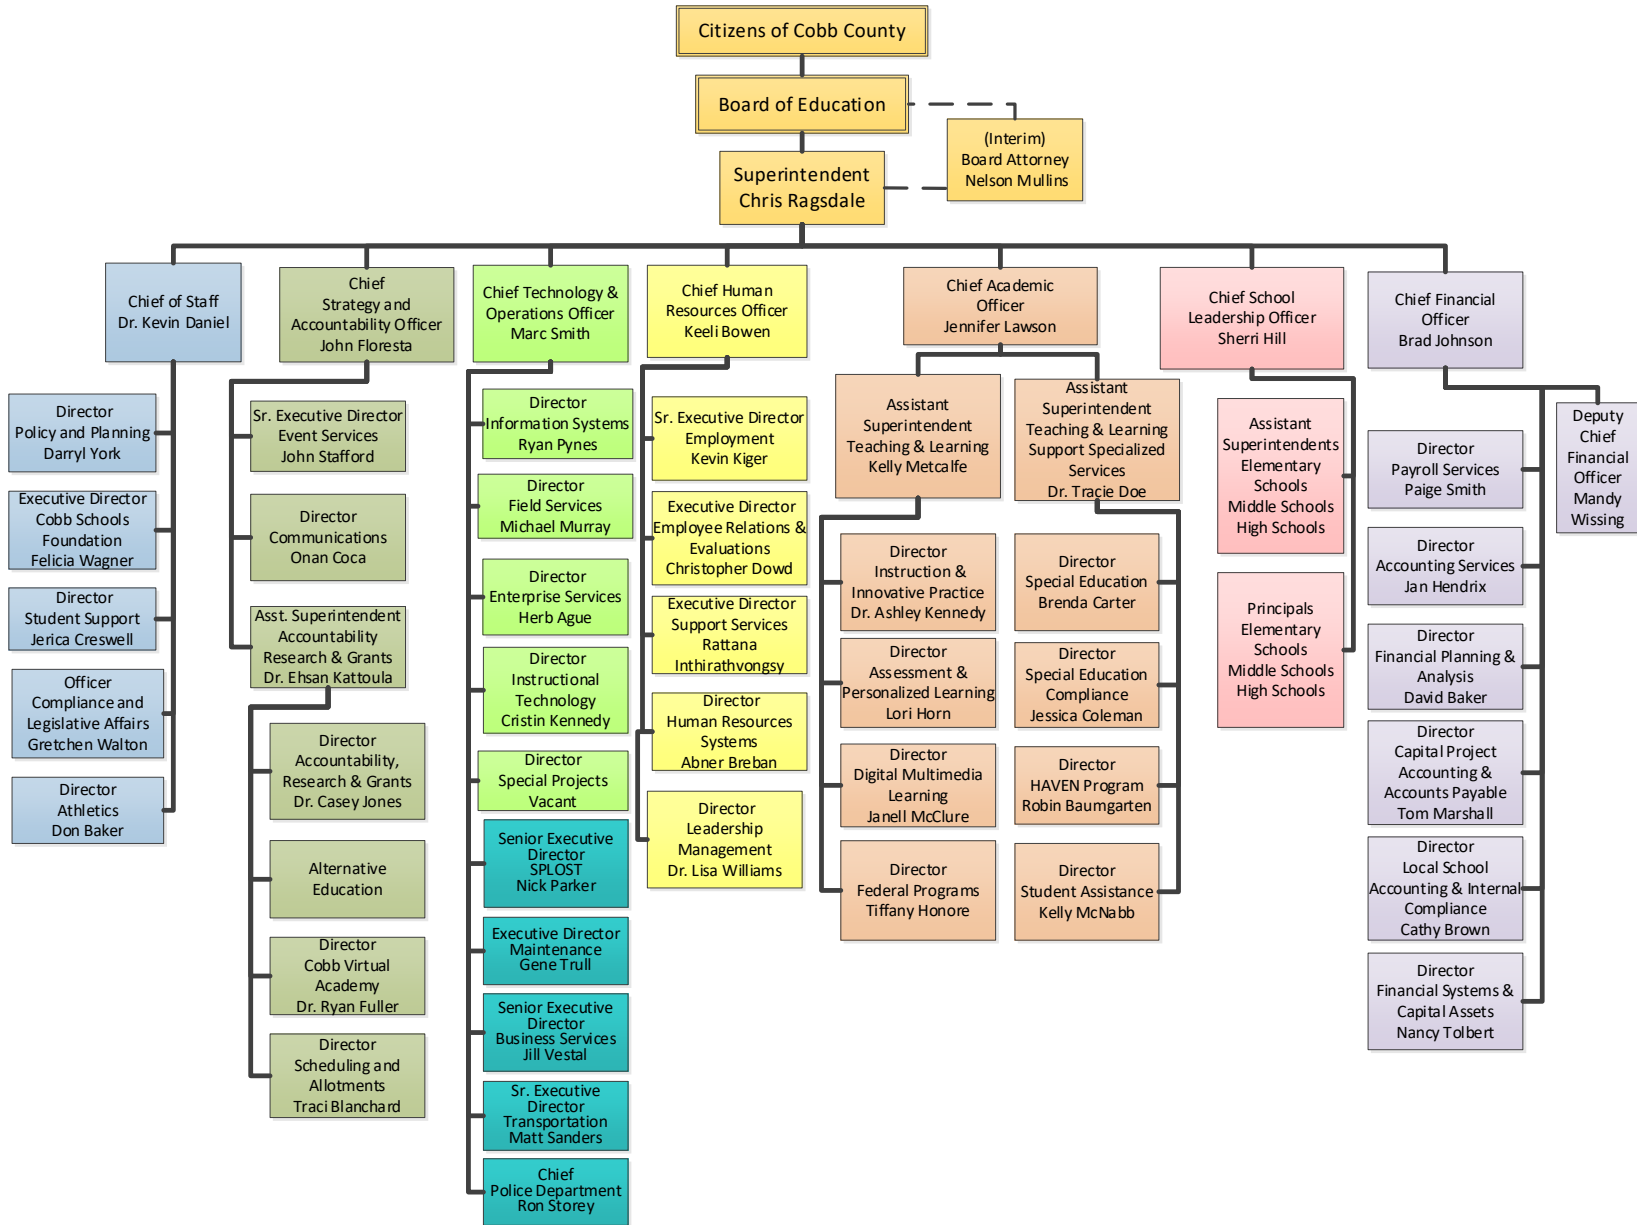 Citizens of Cobb County
Board of Education
(Interim)
Board Attorney
Nelson Mullins
Superintendent
Chris Ragsdale
Chief of Staff
Dr. Kevin Daniel
Director
Policy and Planning
Darryl York
Executive Director
Cobb Schools
Foundation
Felicia Wagner
Director
Student Support
Jerica Creswell
Officer
Compliance and
Legislative Affairs
Gretchen Walton
Director
Athletics
Don Baker
Chief
Strategy and
Accountability Officer
John Floresta
Sr. Executive Director
Event Services
John Stafford
Director
Communications
Onan Coca
Asst. Superintendent
Accountability
Research & Grants
Dr. Ehsan Kattoula
Director
Accountability,
Research & Grants
Dr. Casey Jones
Alternative
Education
Director
Cobb Virtual
Academy
Dr. Ryan Fuller
Director
Scheduling and
Allotments
Traci Blanchard
Chief Technology &
Operations Officer
Marc Smith
Director
Information Systems
Ryan Pynes
Director
Field Services
Michael Murray
Director
Enterprise Services
Herb Ague
Director
Instructional
Technology
Cristin Kennedy
Director
Special Projects
Vacant
Senior Executive
Director
SPLOST
Nick Parker
Executive Director
Maintenance
Gene Trull
Senior Executive
Director
Business Services
Jill Vestal
Sr. Executive
Director
Transportation
Matt Sanders
Chief
Police Department
Ron Storey
Chief Human
Resources Officer
Keeli Bowen
Sr. Executive Director
Employment
Kevin Kiger
Executive Director
Employee Relations &
Evaluations
Christopher Dowd
Executive Director
Support Services
Rattana
Inthirathvongsy
Director
Human Resources
Systems
Abner Breban
Director
Leadership
Management
Dr. Lisa Williams
Chief Academic
Officer
Jennifer Lawson
Assistant
Superintendent
Teaching & Learning
Kelly Metcalfe
Director
Instruction &
Innovative Practice
Dr. Ashley Kennedy
Director
Assessment &
Personalized Learning
Lori Horn
Director
Digital Multimedia
Learning
Janell McClure
Director
Federal Programs
Tiffany Honore
Assistant
Superintendent
Teaching & Learning
Support Specialized
Services
Dr. Tracie Doe
Director
Special Education
Brenda Carter
Director
Special Education
Compliance
Jessica Coleman
Director
HAVEN Program
Robin Baumgarten
Director
Student Assistance
Kelly McNabb
Chief School
Leadership Officer
Sherri Hill
Assistant
Superintendents
Elementary
Schools
Middle Schools
High Schools
Principals
Elementary
Schools
Middle Schools
High Schools
Chief Financial
Officer
Brad Johnson
Deputy
Chief
Financial
Officer
Mandy
Wissing
Director
Payroll Services
Paige Smith
Director
Accounting Services
Jan Hendrix
Director
Financial Planning &
Analysis
David Baker
Director
Capital Project
Accounting &
Accounts Payable
Tom Marshall
Director
Local School
Accounting & Internal
Compliance
Cathy Brown
Director
Financial Systems &
Capital Assets
Nancy Tolbert